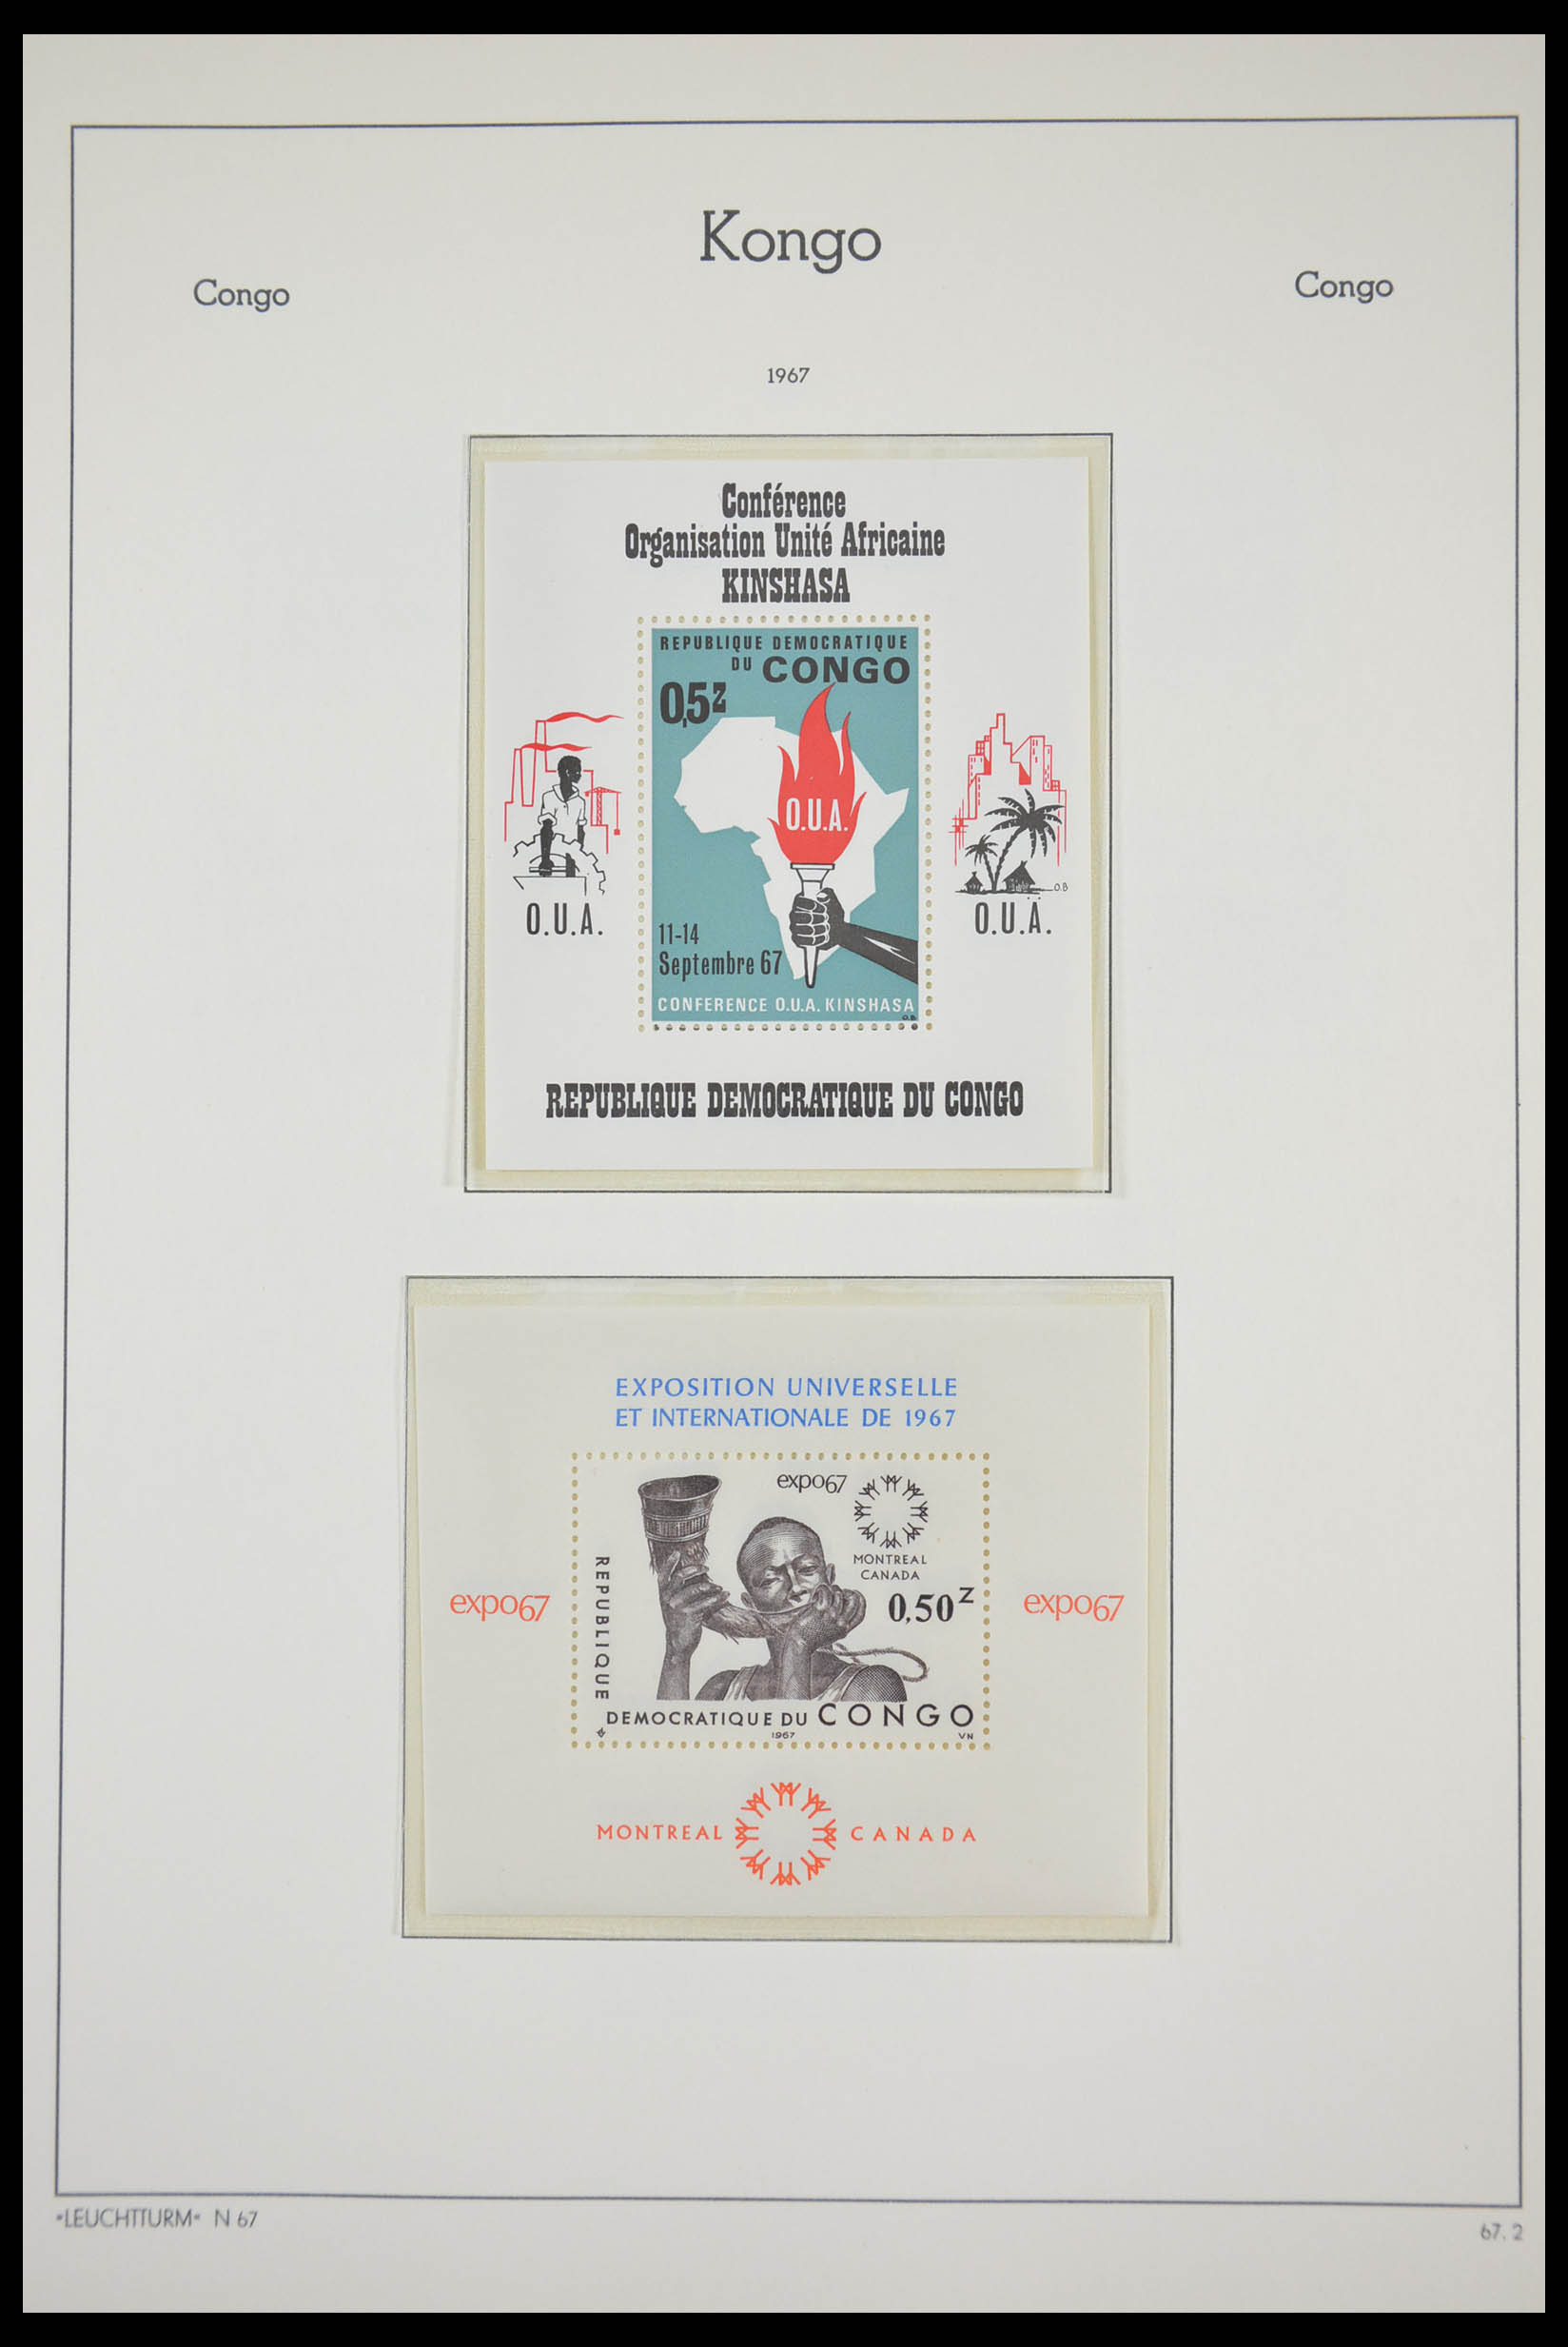 Kongo
Congo
Congo
1967
Conférence
Organisation Unité Africaine
KINSHASA
REPUBLIQUE DEMOCRATIQUE
DU CONGO
0,5Z
O.U.A.
11-14
Septembre 67
CONFERENCE O.U.A. KINSHASA
O.B.
O.U.A.
O.B
O.U.Ä.
REPUBLIQUE DEMOCRATIQUE DU CONGO
EXPOSITION UNIVERSELLE
ET INTERNATIONALE DE 1967
expo67
MONTREAL
CANADA
0,50Z
REPUBLIQUE
DEMOCRATIQUE DU CONGO
1967
VN
expo67
expo67
MONTREAL CANADA
"LEUCHTTURM" N 67
67.2